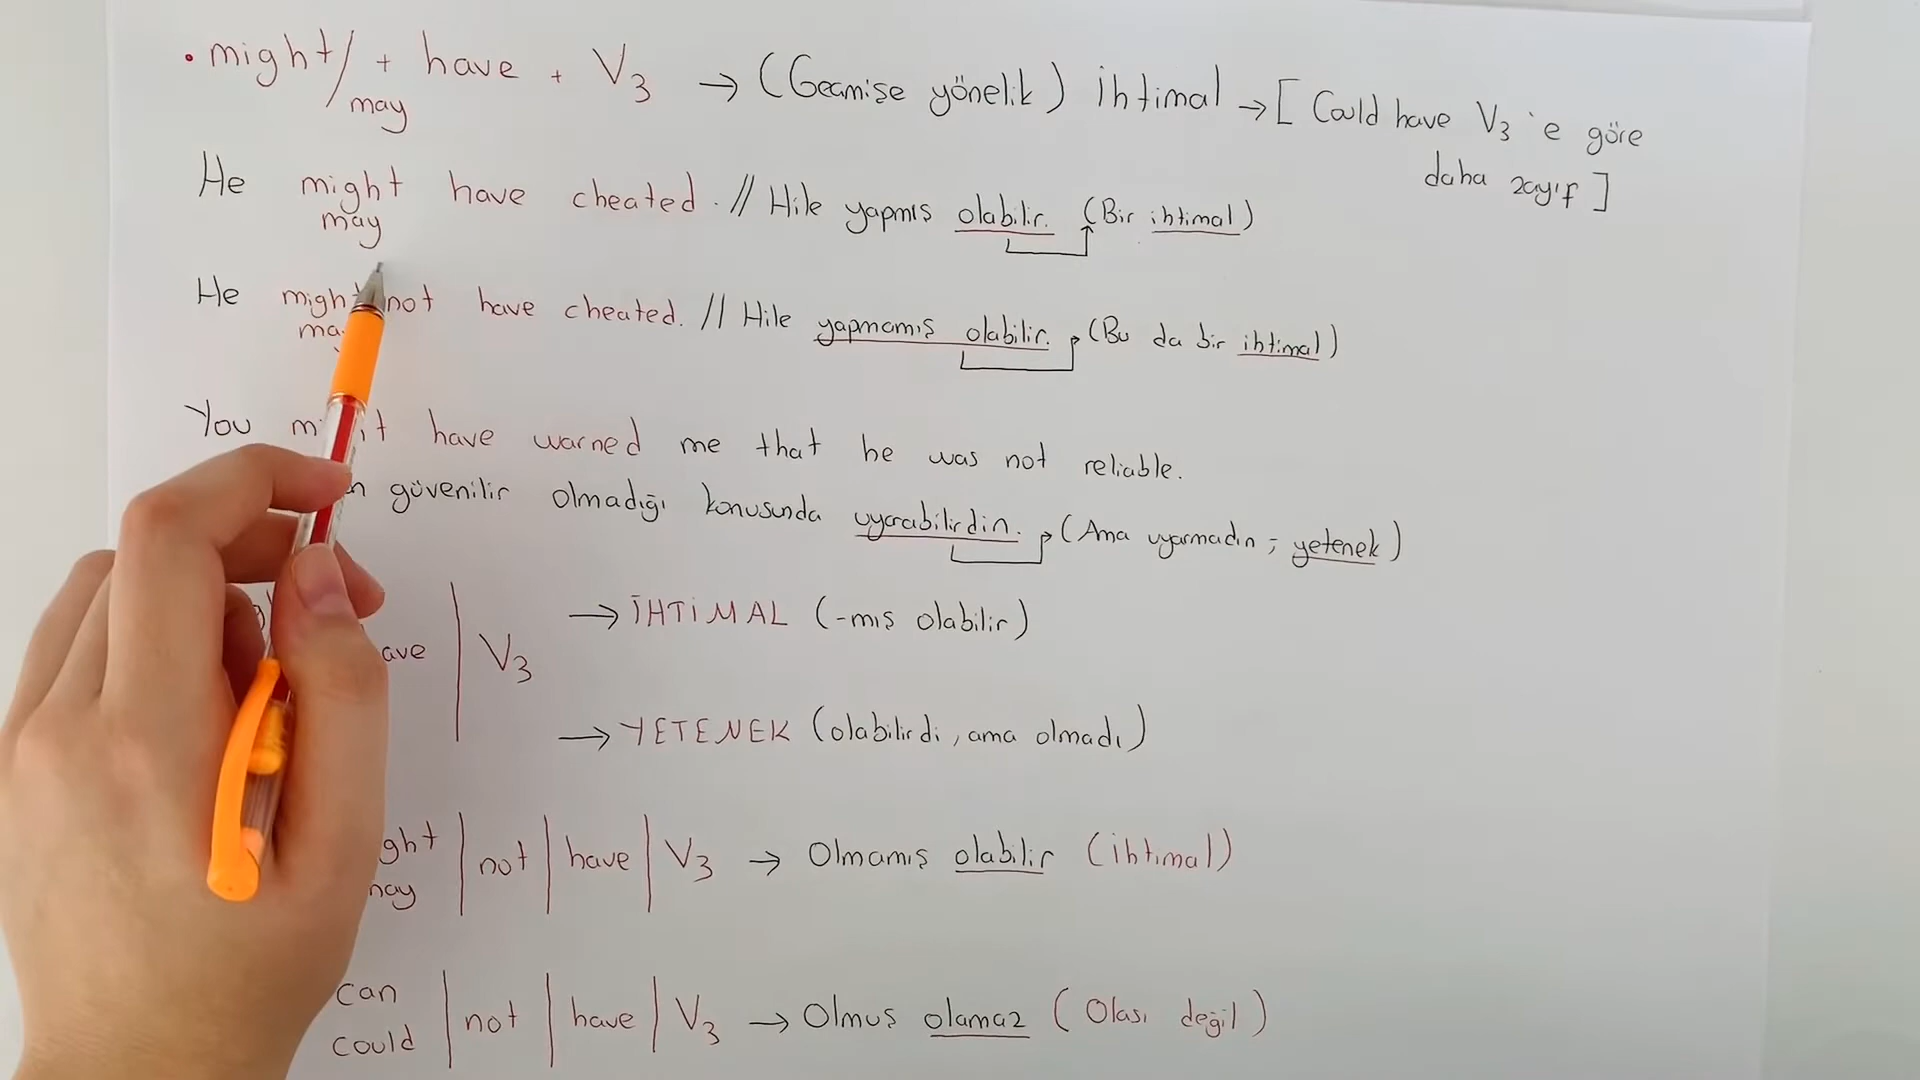 • might/ + have + V3 → (Geçmişe yönelik) İhtimal → [ Could have V3 'e göre
may
daha zayıf ]
He might have cheated. // Hile yapmış olabilir. (Bir ihtimal)
may
He might not have cheated. // Hile yapmamış olabilir. (Bu da bir ihtimal)
You have warned me that he was not reliable.
güvenilir olmadığı konusunda uyarabilirdin. (Ama uyarmadın ; yetenek)
→ İHTİMAL (-mış olabilir)
V3
→ YETENEK (olabilirdi, ama olmadı)
ght | not | have | V3 → Olmamış olabilir (ihtimal)
may
can
could | not | have | V3 → Olmuş olamaz ( Olası değil )